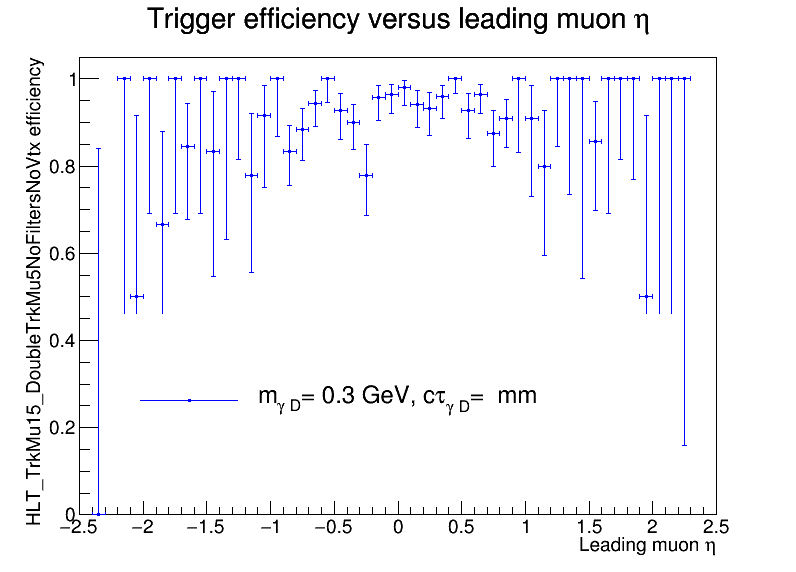 Trigger efficiency versus leading muon η
HLT_TrkMu15_DoubleTrkMu5NoFiltersNoVtx efficiency
1
0.8
0.6
0.4
0.2
0
m_γ D= 0.3 GeV, cτ_γ D=  mm
−2.5 −2 −1.5 −1 −0.5 0 0.5 1 1.5 2 2.5
Leading muon η